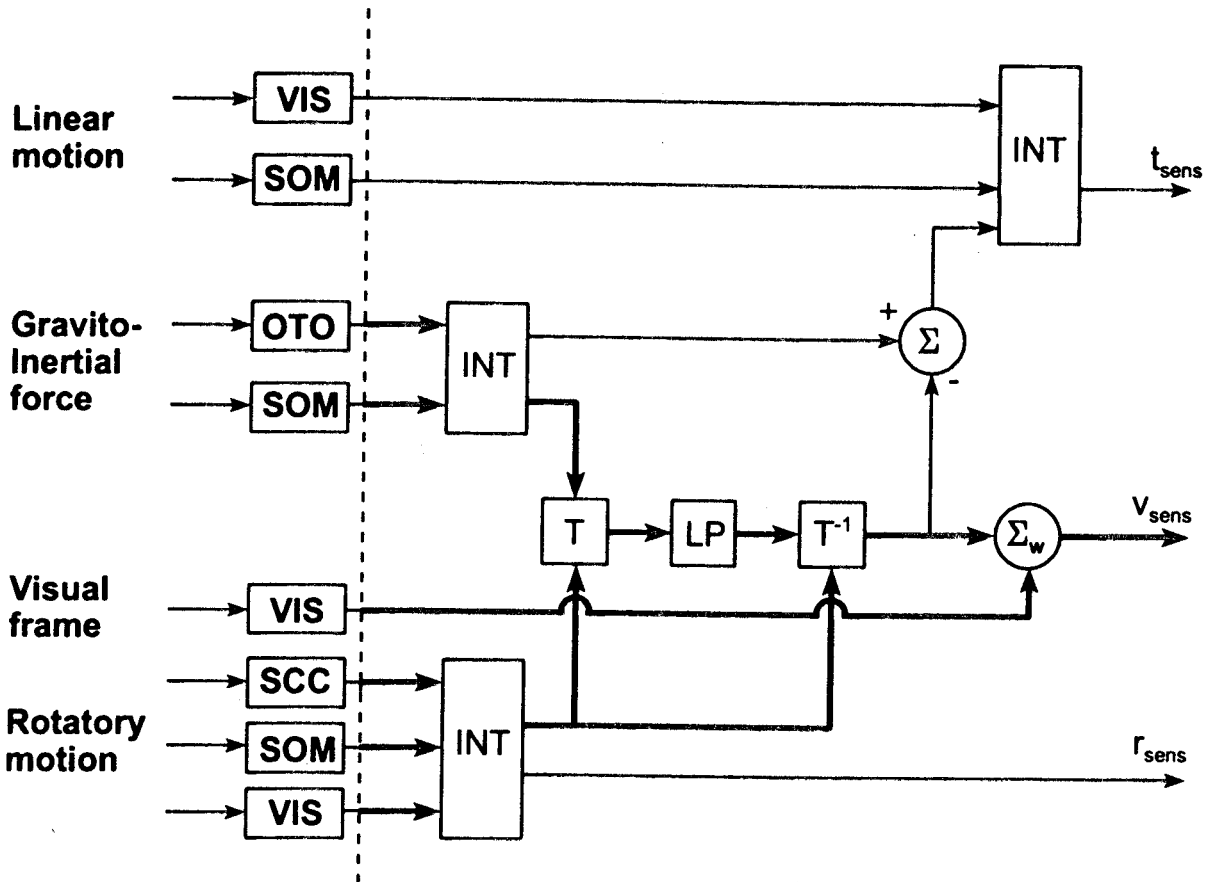 Linear
motion
VIS
SOM
INT
t_sens
Gravito-
Inertial
force
OTO
SOM
INT
+
Σ
-
T
LP
T⁻¹
Σ_w
v_sens
Visual
frame
VIS
Rotatory
motion
SCC
SOM
VIS
INT
r_sens